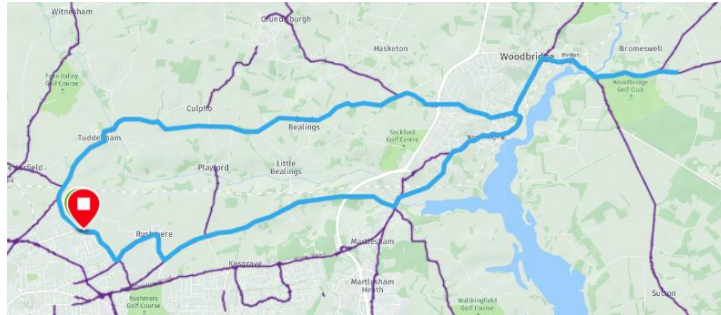 Witnesham
Grundisburgh
Hasketon
Woodbridge
Melton
Bromeswell
Fynn Valley
Golf Course
Woodbridge
Golf Club
Culpho
Great
Bealings
Seckford
Golf Centre
Tuddenham
Playford
Little
Bealings
Rushmere
Martlesham
Kesgrave
Martlesham
Heath
Rushmere
Golf Course
Waldringfield
Golf Course
Sutton